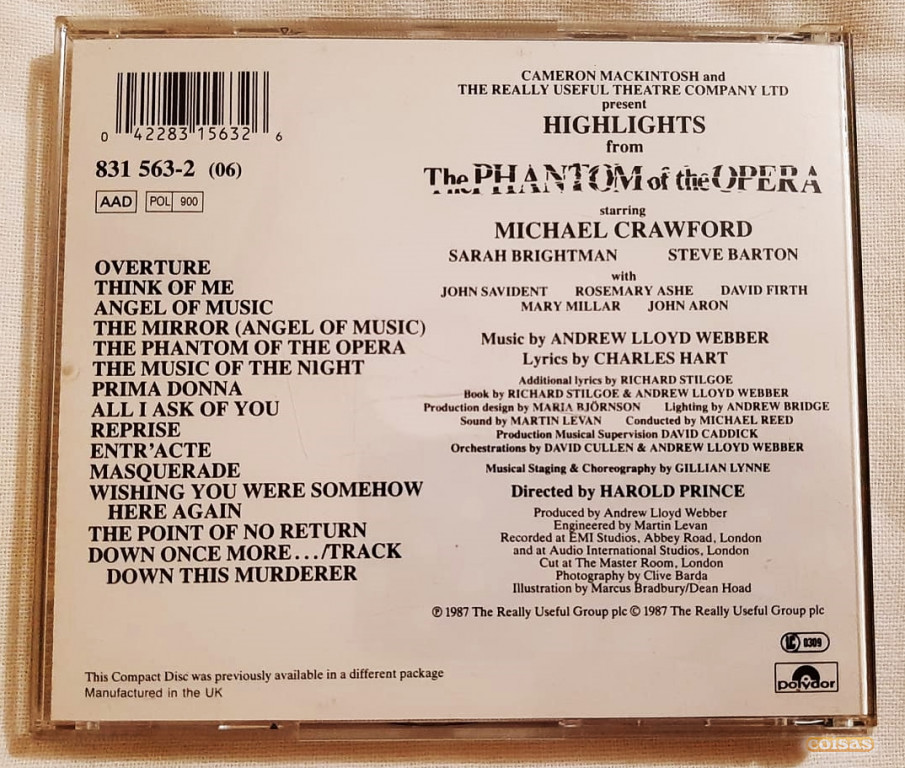 0 42283 15632 6
831 563-2 (06)
AAD POL 900
OVERTURE
THINK OF ME
ANGEL OF MUSIC
THE MIRROR (ANGEL OF MUSIC)
THE PHANTOM OF THE OPERA
THE MUSIC OF THE NIGHT
PRIMA DONNA
ALL I ASK OF YOU
REPRISE
ENTR'ACTE
MASQUERADE
WISHING YOU WERE SOMEHOW
HERE AGAIN
THE POINT OF NO RETURN
DOWN ONCE MORE.../TRACK
DOWN THIS MURDERER
This Compact Disc was previously available in a different package
Manufactured in the UK
CAMERON MACKINTOSH and
THE REALLY USEFUL THEATRE COMPANY LTD
present
HIGHLIGHTS
from
The PHANTOM of the OPERA
starring
MICHAEL CRAWFORD
SARAH BRIGHTMAN STEVE BARTON
with
JOHN SAVIDENT ROSEMARY ASHE DAVID FIRTH
MARY MILLAR JOHN ARON
Music by ANDREW LLOYD WEBBER
Lyrics by CHARLES HART
Additional lyrics by RICHARD STILGOE
Book by RICHARD STILGOE & ANDREW LLOYD WEBBER
Production design by MARIA BJÖRNSON Lighting by ANDREW BRIDGE
Sound by MARTIN LEVAN Conducted by MICHAEL REED
Production Musical Supervision DAVID CADDICK
Orchestrations by DAVID CULLEN & ANDREW LLOYD WEBBER
Musical Staging & Choreography by GILLIAN LYNNE
Directed by HAROLD PRINCE
Produced by Andrew Lloyd Webber
Engineered by Martin Levan
Recorded at EMI Studios, Abbey Road, London
and at Audio International Studios, London
Cut at The Master Room, London
Photography by Clive Barda
Illustration by Marcus Bradbury/Dean Hoad
℗ 1987 The Really Useful Group plc © 1987 The Really Useful Group plc
LC 0309
polydor
coisas